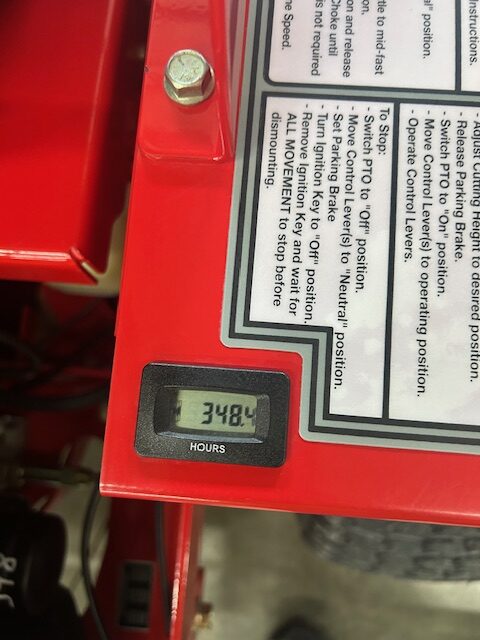 nstructions.
al" position.
tle to mid-fast
on and release
Choke until
is not required
ne Speed.
- Adjust Cutting Height to desired position.
- Release Parking Brake.
- Switch PTO to "On" position.
- Move Control Lever(s) to operating position.
- Operate Control Levers.
To Stop:
- Switch PTO to "Off" position.
- Move Control Lever(s) to "Neutral" position.
- Set Parking Brake
- Turn Ignition Key to "Off" position.
- Remove Ignition Key and wait for
ALL MOVEMENT to stop before
dismounting.
348.4
HOURS